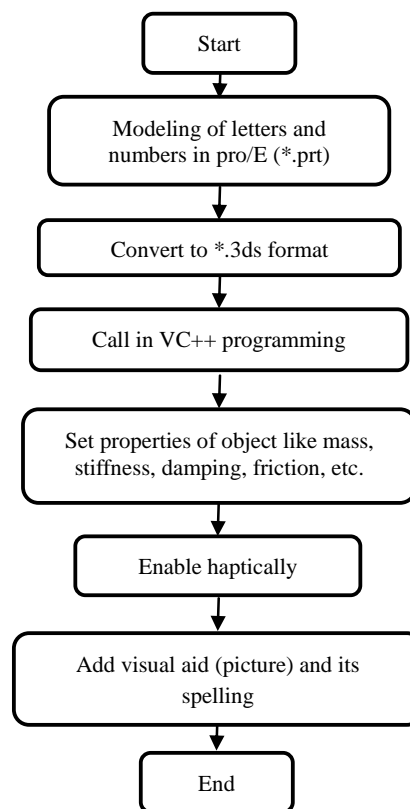 Start
Modeling of letters and
numbers in pro/E (*.prt)
Convert to *.3ds format
Call in VC++ programming
Set properties of object like mass,
stiffness, damping, friction, etc.
Enable haptically
Add visual aid (picture) and its
spelling
End